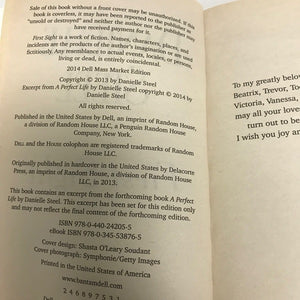 Sale of this book without a front cover may be unauthorized. If this
book is coverless, it may have been reported to the publisher as
"unsold or destroyed" and neither the author nor the publisher may
have received payment for it.
First Sight is a work of fiction. Names, characters, places, and
incidents are the products of the author's imagination or are used
fictitiously. Any resemblance to actual events, locales, or persons,
living or dead, is entirely coincidental.
2014 Dell Mass Market Edition
Copyright © 2013 by Danielle Steel
Excerpt from A Perfect Life by Danielle Steel copyright © 2014 by
Danielle Steel
All rights reserved.
Published in the United States by Dell, an imprint of Random House,
a division of Random House LLC, a Penguin Random House
Company, New York.
DELL and the HOUSE colophon are registered trademarks of Random
House LLC.
Originally published in hardcover in the United States by Delacorte
Press, an imprint of Random House, a division of Random House
LLC, in 2013.
This book contains an excerpt from the forthcoming book A Perfect
Life by Danielle Steel. This excerpt has been set for this edition only
and may not reflect the final content of the forthcoming edition.
ISBN 978-0-440-24205-5
eBook ISBN 978-0-345-53876-5
Cover design: Shasta O'Leary Soudant
Cover photograph: Symphonie/Getty Images
Printed in the United States of America
www.bantamdell.com
2 4 6 8 9 7 5 3 1
To my greatly belo
Beatrix, Trevor, To
Victoria, Vanessa,
may all your love
turn out to be
I wish you joy a